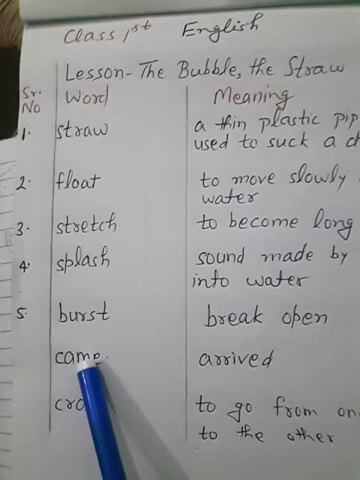 Class 1st English
Lesson- The Bubble, the Straw
Sr. No Word Meaning
1. straw a thin plastic pip
used to suck a d
2. float to move slowly
water
3. stretch to become long
4. splash sound made by
into water
5. burst break open
came arrived
to go from on
to the other